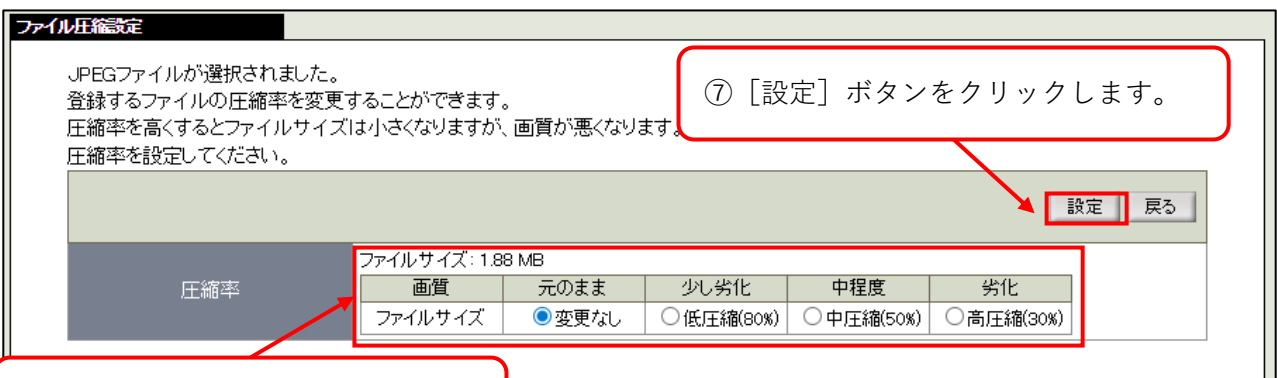 ファイル圧縮設定
JPEGファイルが選択されました。
登録するファイルの圧縮率を変更することができます。
圧縮率を高くするとファイルサイズは小さくなりますが、画質が悪くなります。
圧縮率を設定してください。
⑦［設定］ボタンをクリックします。
設定 戻る
圧縮率
ファイルサイズ：1.88 MB
画質 元のまま 少し劣化 中程度 劣化
ファイルサイズ 変更なし 低圧縮(80%) 中圧縮(50%) 高圧縮(30%)